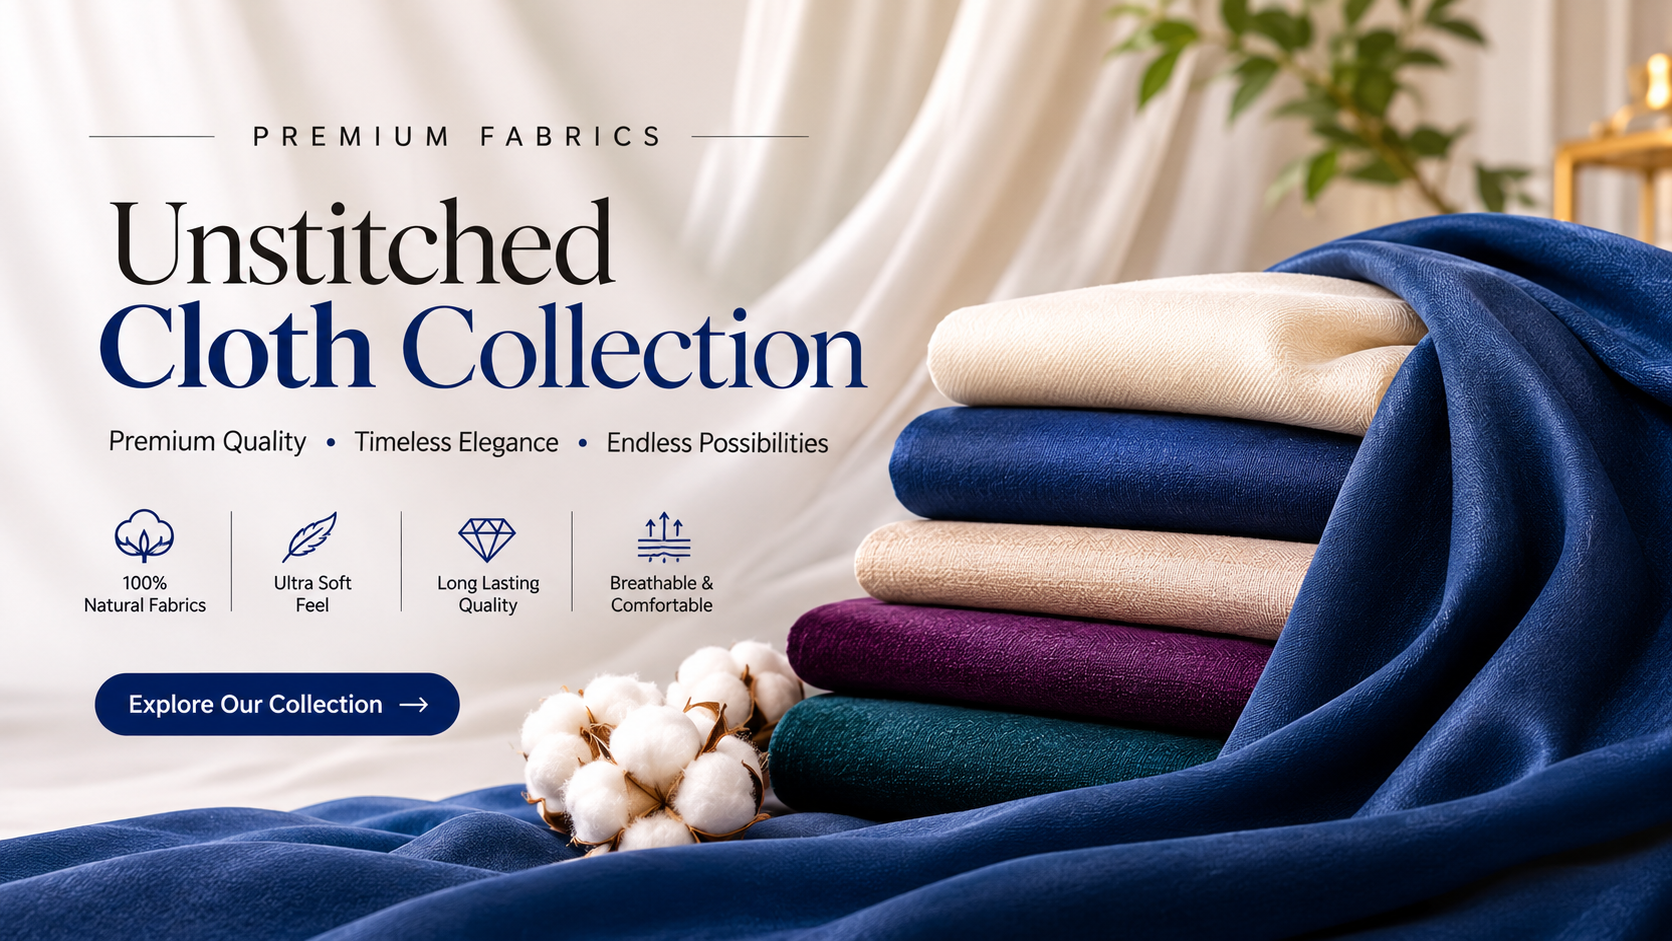 PREMIUM FABRICS
Unstitched
Cloth Collection
Premium Quality • Timeless Elegance • Endless Possibilities
100%
Natural Fabrics
Ultra Soft
Feel
Long Lasting
Quality
Breathable &
Comfortable
Explore Our Collection →